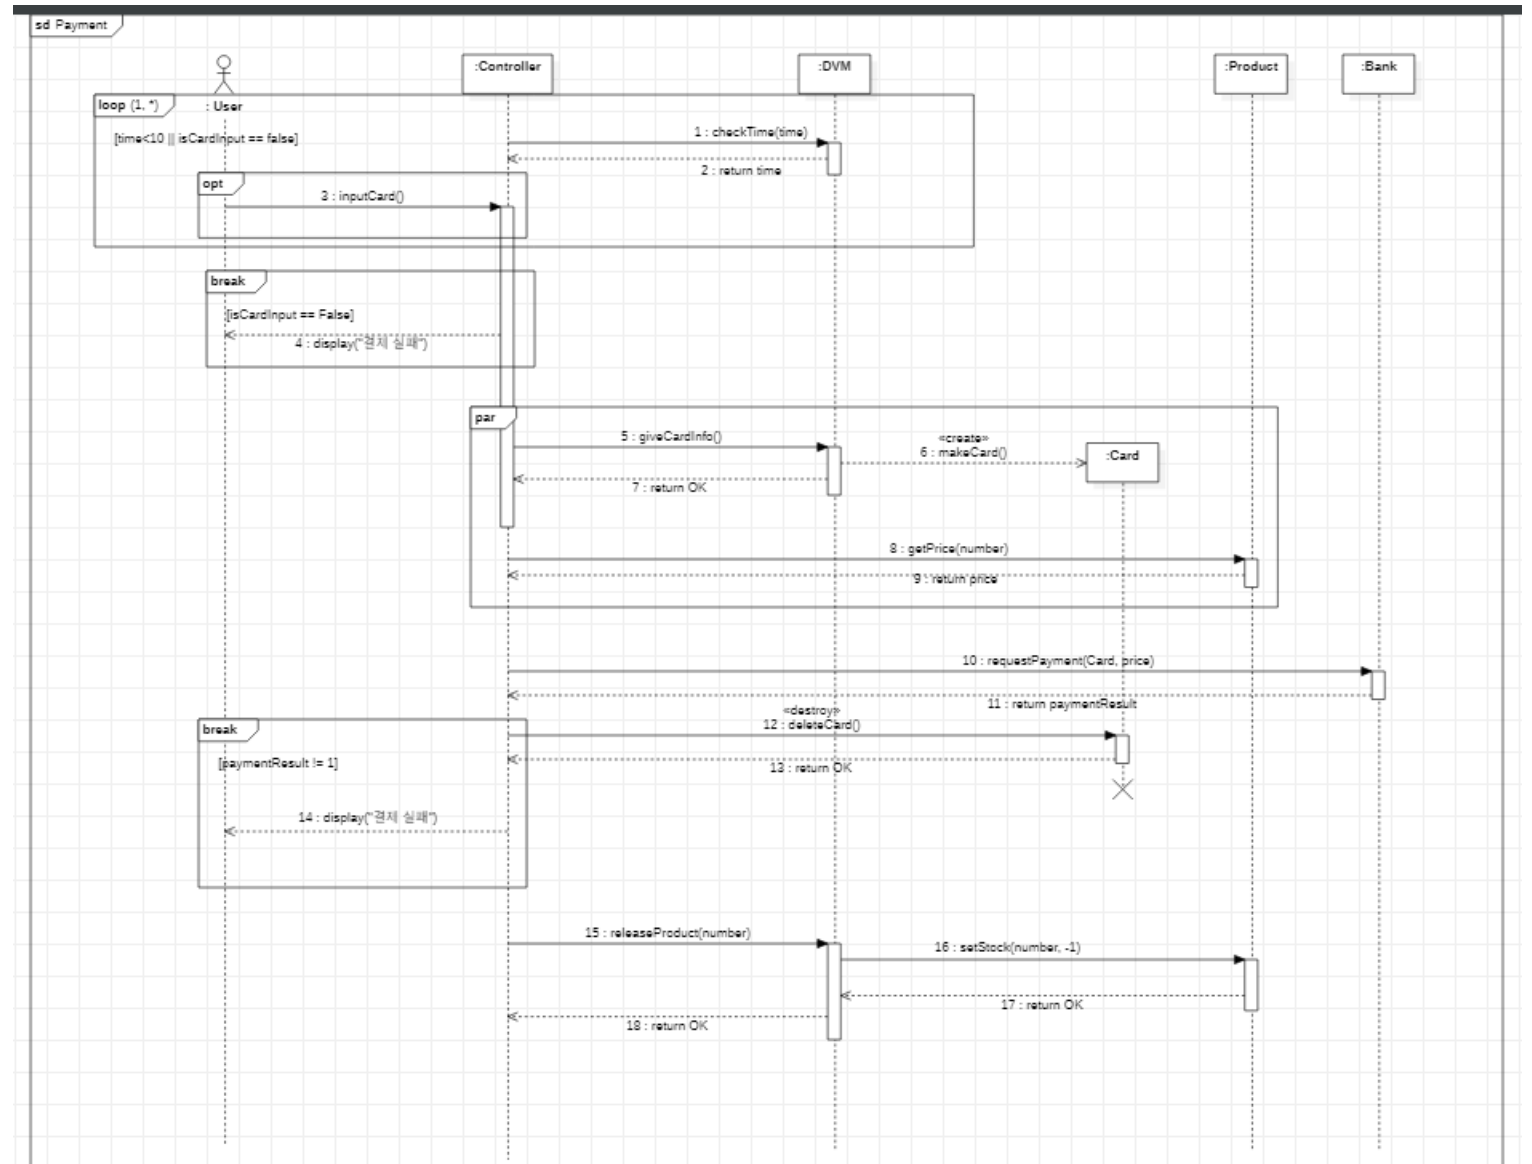 sd Payment
:Controller
:DVM
:Product
:Bank
loop (1, *)
: User
[time<10 || isCardInput == false]
1 : checkTime(time)
2 : return time
opt
3 : inputCard()
break
[isCardInput == False]
4 : display("결제 실패")
par
5 : giveCardInfo()
«create»
6 : makeCard()
:Card
7 : return OK
8 : getPrice(number)
9 : return price
10 : requestPayment(Card, price)
11 : return paymentResult
«destroy»
12 : deleteCard()
break
[paymentResult != 1]
13 : return OK
14 : display("결제 실패")
15 : releaseProduct(number)
16 : setStock(number, -1)
17 : return OK
18 : return OK